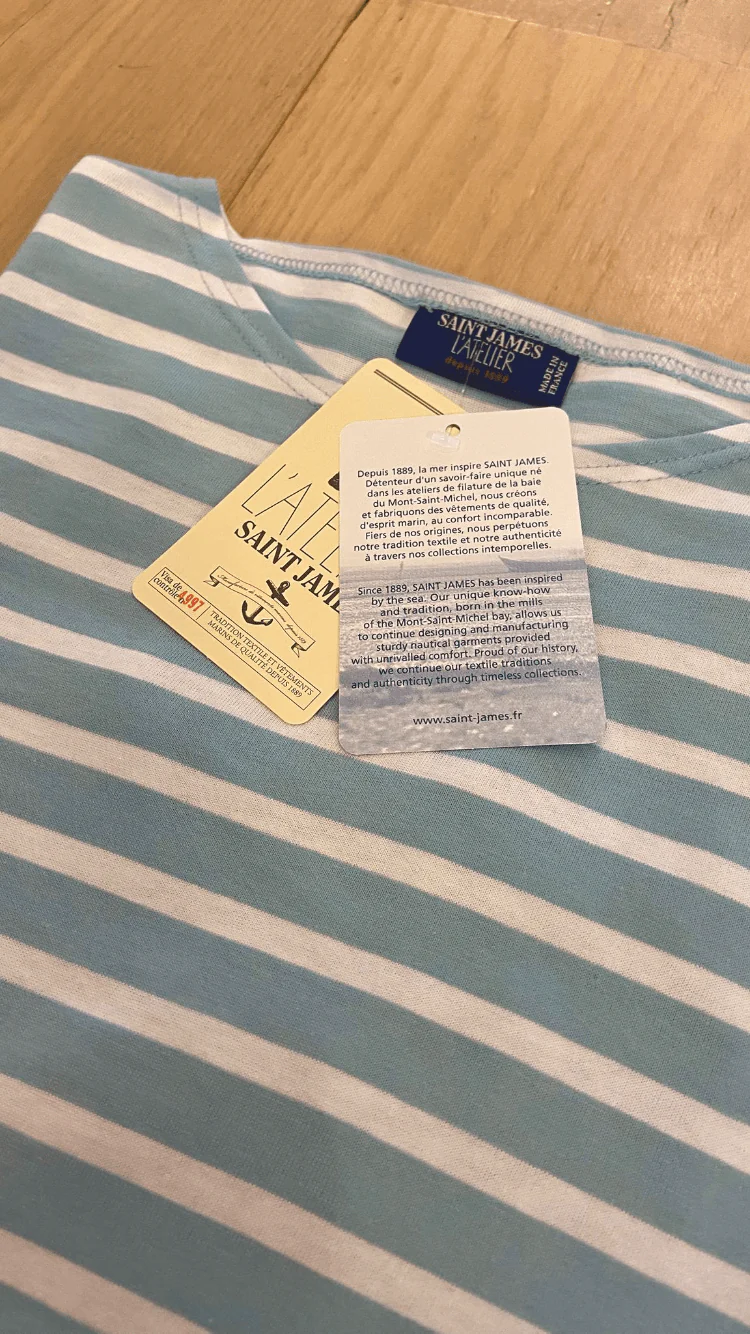 SAINT JAMES
L'ATELIER
depuis 1889
MADE IN
FRANCE
L'ATEL
SAINT JAM
Visa de
contrôle
4997
TRADITION TEXTILE ET VÊTEMENTS
MARINS DE QUALITÉ DEPUIS 1889
Depuis 1889, la mer inspire SAINT JAMES.
Détenteur d'un savoir-faire unique né
dans les ateliers de filature de la baie
du Mont-Saint-Michel, nous créons
et fabriquons des vêtements de qualité,
d'esprit marin, au confort incomparable.
Fiers de nos origines, nous perpétuons
notre tradition textile et notre authenticité
à travers nos collections intemporelles.
Since 1889, SAINT JAMES has been inspired
by the sea. Our unique know-how
and tradition, born in the mills
of the Mont-Saint-Michel bay, allows us
to continue designing and manufacturing
sturdy nautical garments provided
with unrivalled comfort. Proud of our history,
we continue our textile traditions
and authenticity through timeless collections.
www.saint-james.fr